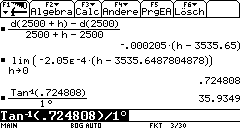 F1 F2 F3 F4 F5 F6
Algebra Calc Andere PrgEA Lösch
d(2500 + h) - d(2500)
2500 + h - 2500
-.000205·(h - 3535.65)
lim (-2.05ᴇ-4·(h - 3535.6487804878))
h→0
.724808
Tan⁻¹(.724808)
1°
35.9349
Tan⁻¹(.724808)/1°
MAIN BOG AUTO FKT 3/30